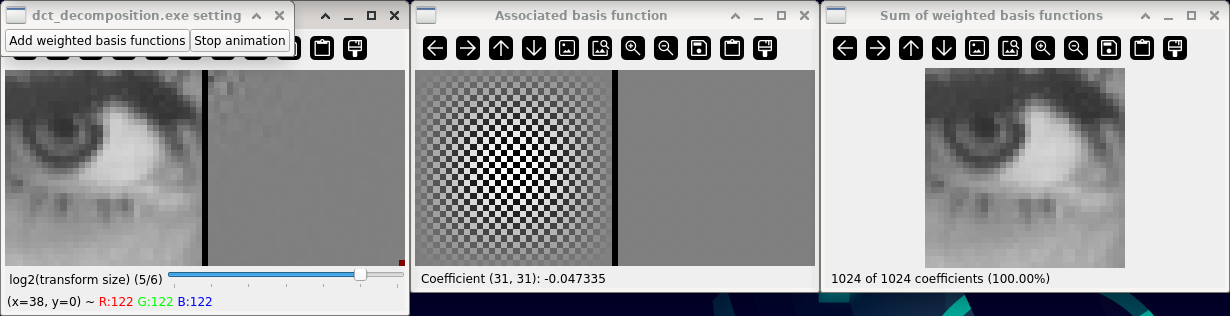 dct_decomposition.exe setting
Add weighted basis functions Stop animation
log2(transform size) (5/6)
(x=38, y=0) ~ R:122 G:122 B:122
Associated basis function
Coefficient (31, 31): -0.047335
Sum of weighted basis functions
1024 of 1024 coefficients (100.00%)